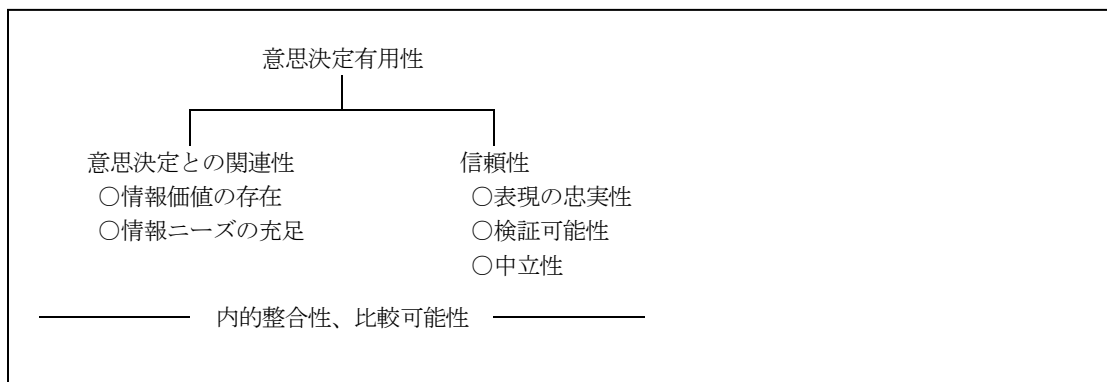 意思決定有用性
意思決定との関連性
○情報価値の存在
○情報ニーズの充足
信頼性
○表現の忠実性
○検証可能性
○中立性
内的整合性、比較可能性